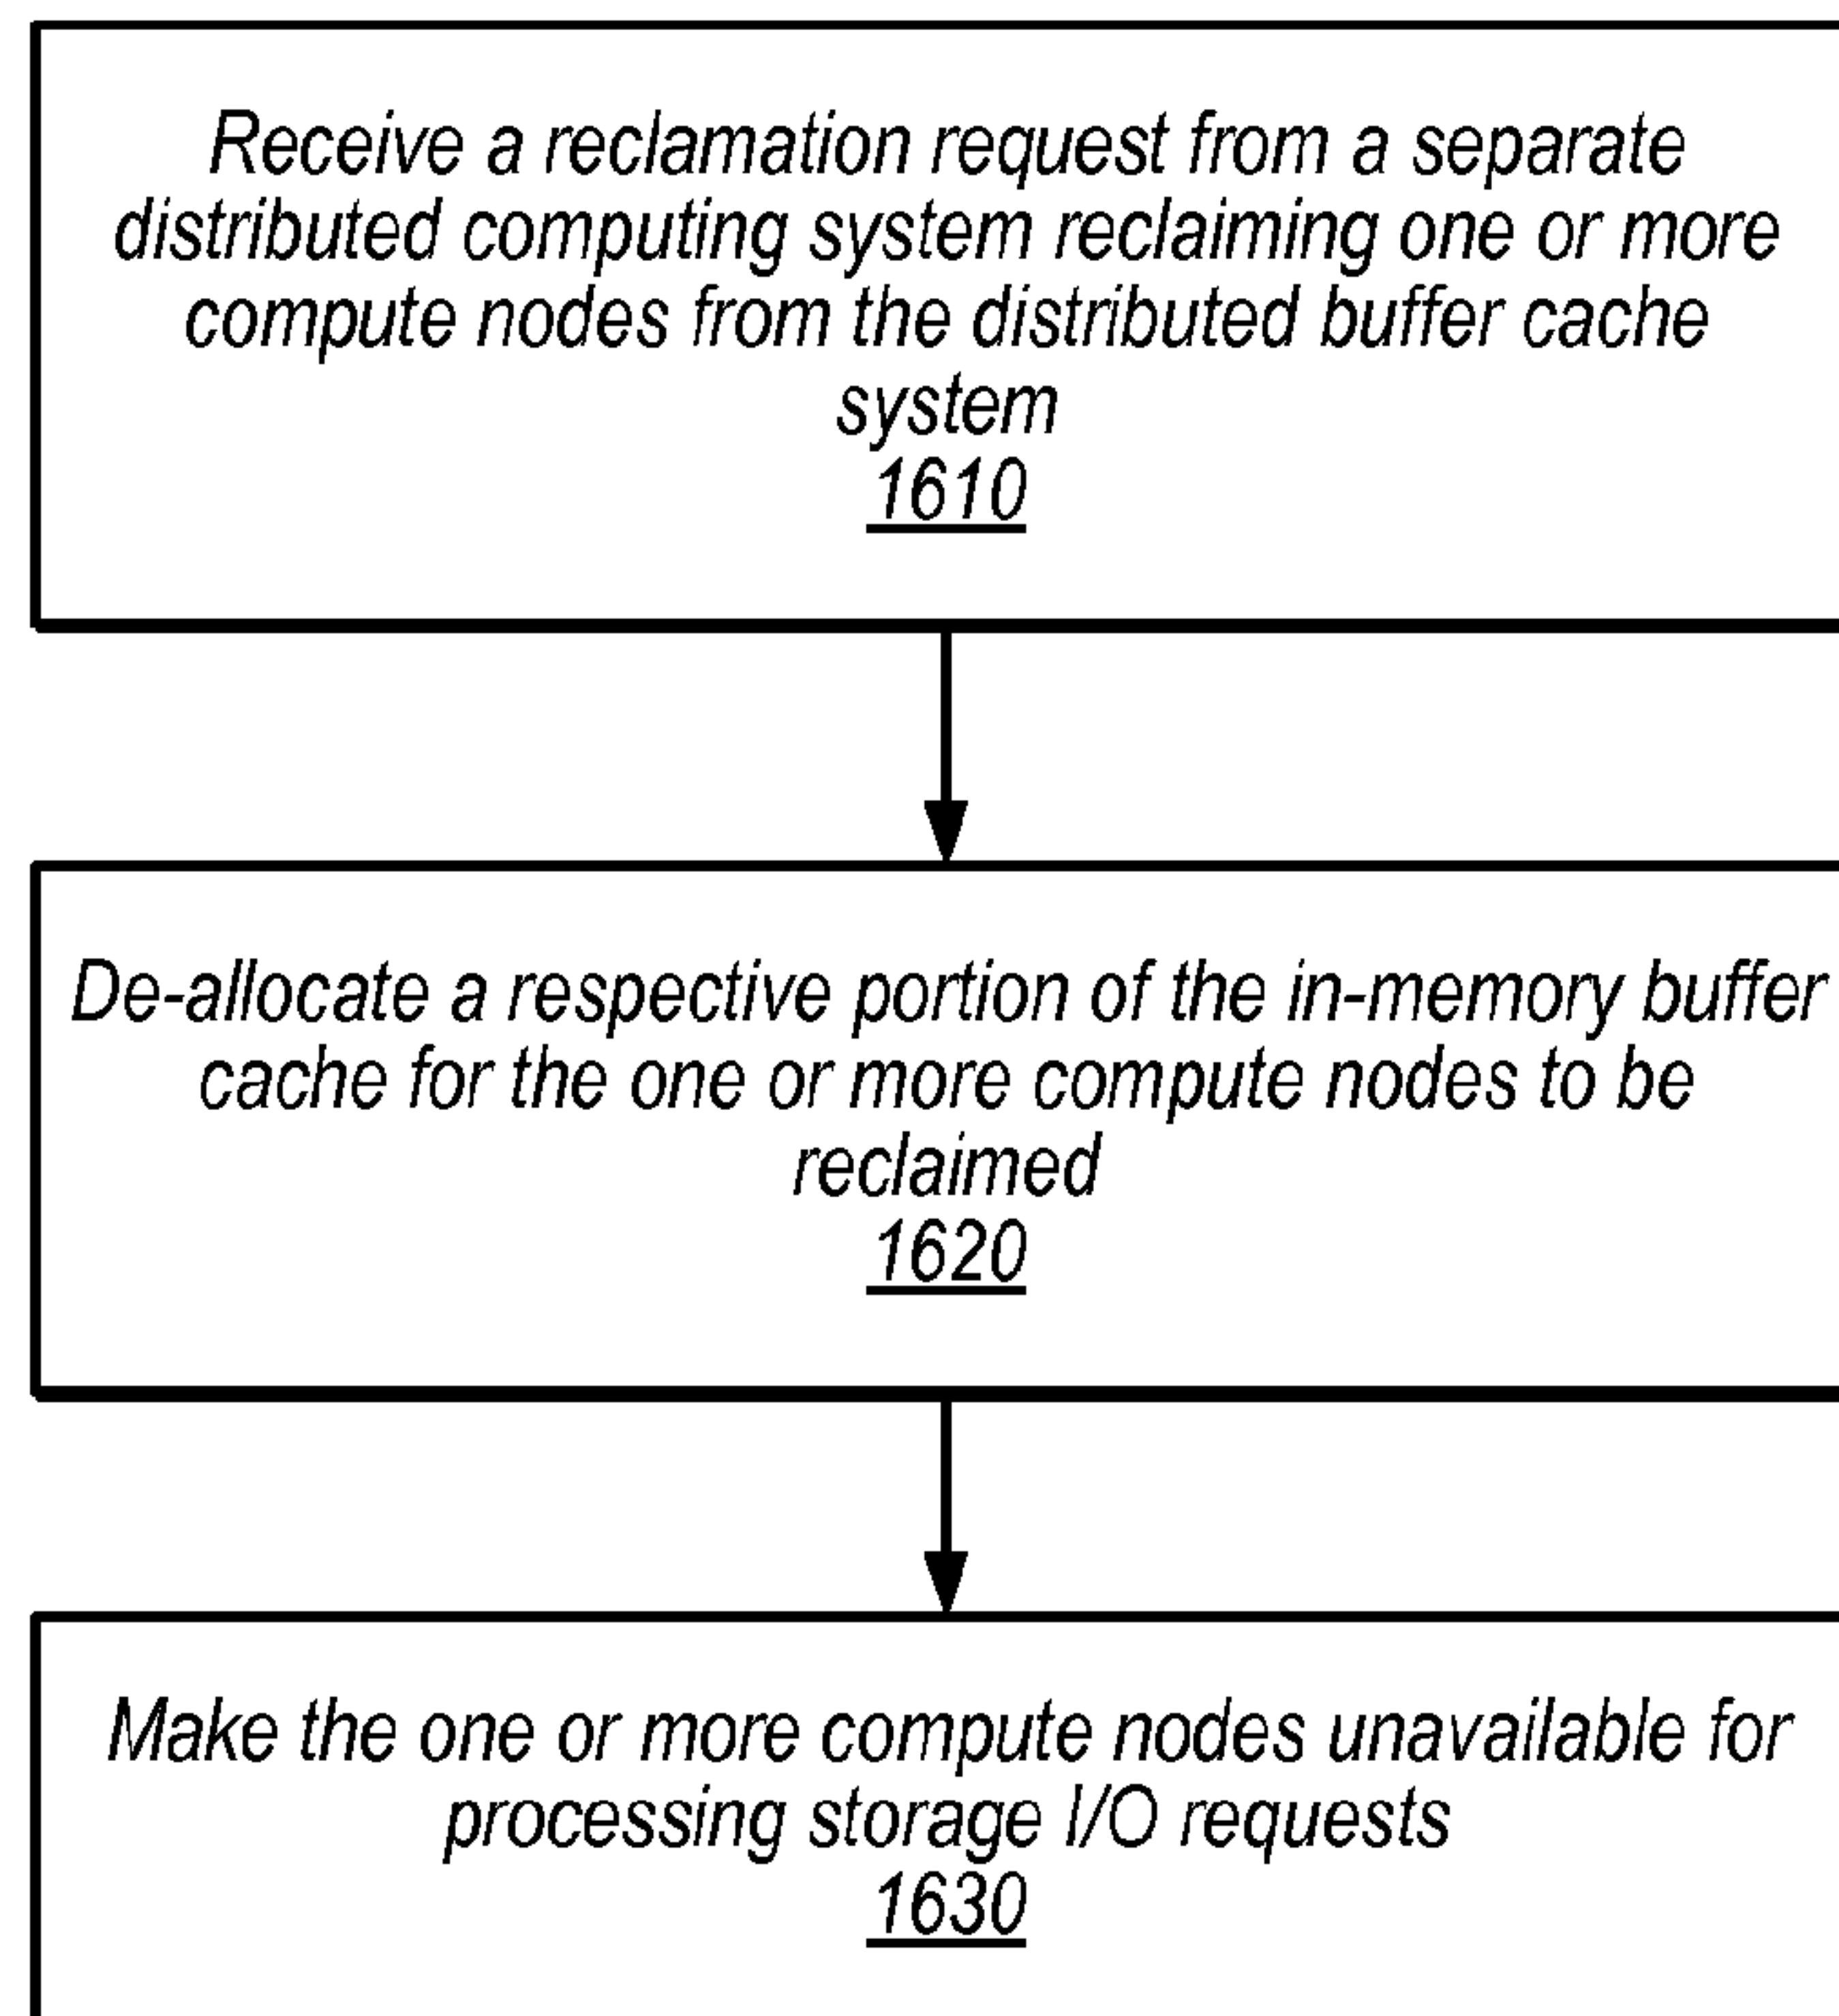 Receive a reclamation request from a separate
distributed computing system reclaiming one or more
compute nodes from the distributed buffer cache
system
1610
De-allocate a respective portion of the in-memory buffer
cache for the one or more compute nodes to be
reclaimed
1620
Make the one or more compute nodes unavailable for
processing storage I/O requests
1630